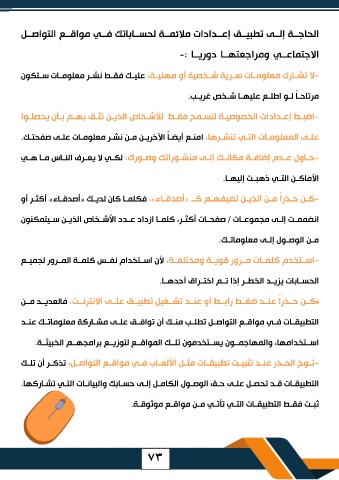 الحاجة إلى تطبيق إعدادات ملائمة لحساباتك في مواقع التواصل
الاجتماعي ومراجعتها دوريا :-
-لا تشارك معلومات سرية شخصية أو مهنية، عليك فقط نشر معلومات ستكون
مرتاحاً لو اطلع عليها شخص غريب.
-اضبط إعدادات الخصوصية لتسمح فقط للأشخاص الذين تثق بهم بأن يحصلوا
على المعلومات التي تنشرها، امنع أيضاً الآخرين من نشر معلومات على صفحتك.
-حاول عدم إضافة مكانك إلى منشوراتك وصورك: لكي لا يعرف الناس ما هي
الأماكن التي ذهبت إليها.
-كن حذراً من الذين تضيفهم كـ «أصدقاء»، فكلما كان لديك «أصدقاء» أكثر أو
انضممت إلى مجموعات / صفحات أكثر، كلما ازداد عدد الأشخاص الذين سيتمكنون
من الوصول إلى معلوماتك.
-استخدم كلمات مرور قوية ومختلفة، لأن استخدام نفس كلمة المرور لجميع
الحسابات يزيد الخطر إذا تم اختراق أحدها.
-كن حذراً عند ضغط رابط أو عند تشغيل تطبيق على الانترنت، فالعديد من
التطبيقات في مواقع التواصل تطلب منك أن توافق على مشاركة معلوماتك عند
استخدامها، والمهاجمون يستخدمون تلك المواقع لتوزيع برامجهم الخبيثة.
-توخ الحذر عند تثبيت تطبيقات مثل الألعاب في مواقع التواصل، تذكر أن تلك
التطبيقات قد تحصل على حق الوصول الكامل إلى حسابك والبيانات التي تشاركها.
ثبت فقط التطبيقات التي تأتي من مواقع موثوقة.
٧٣